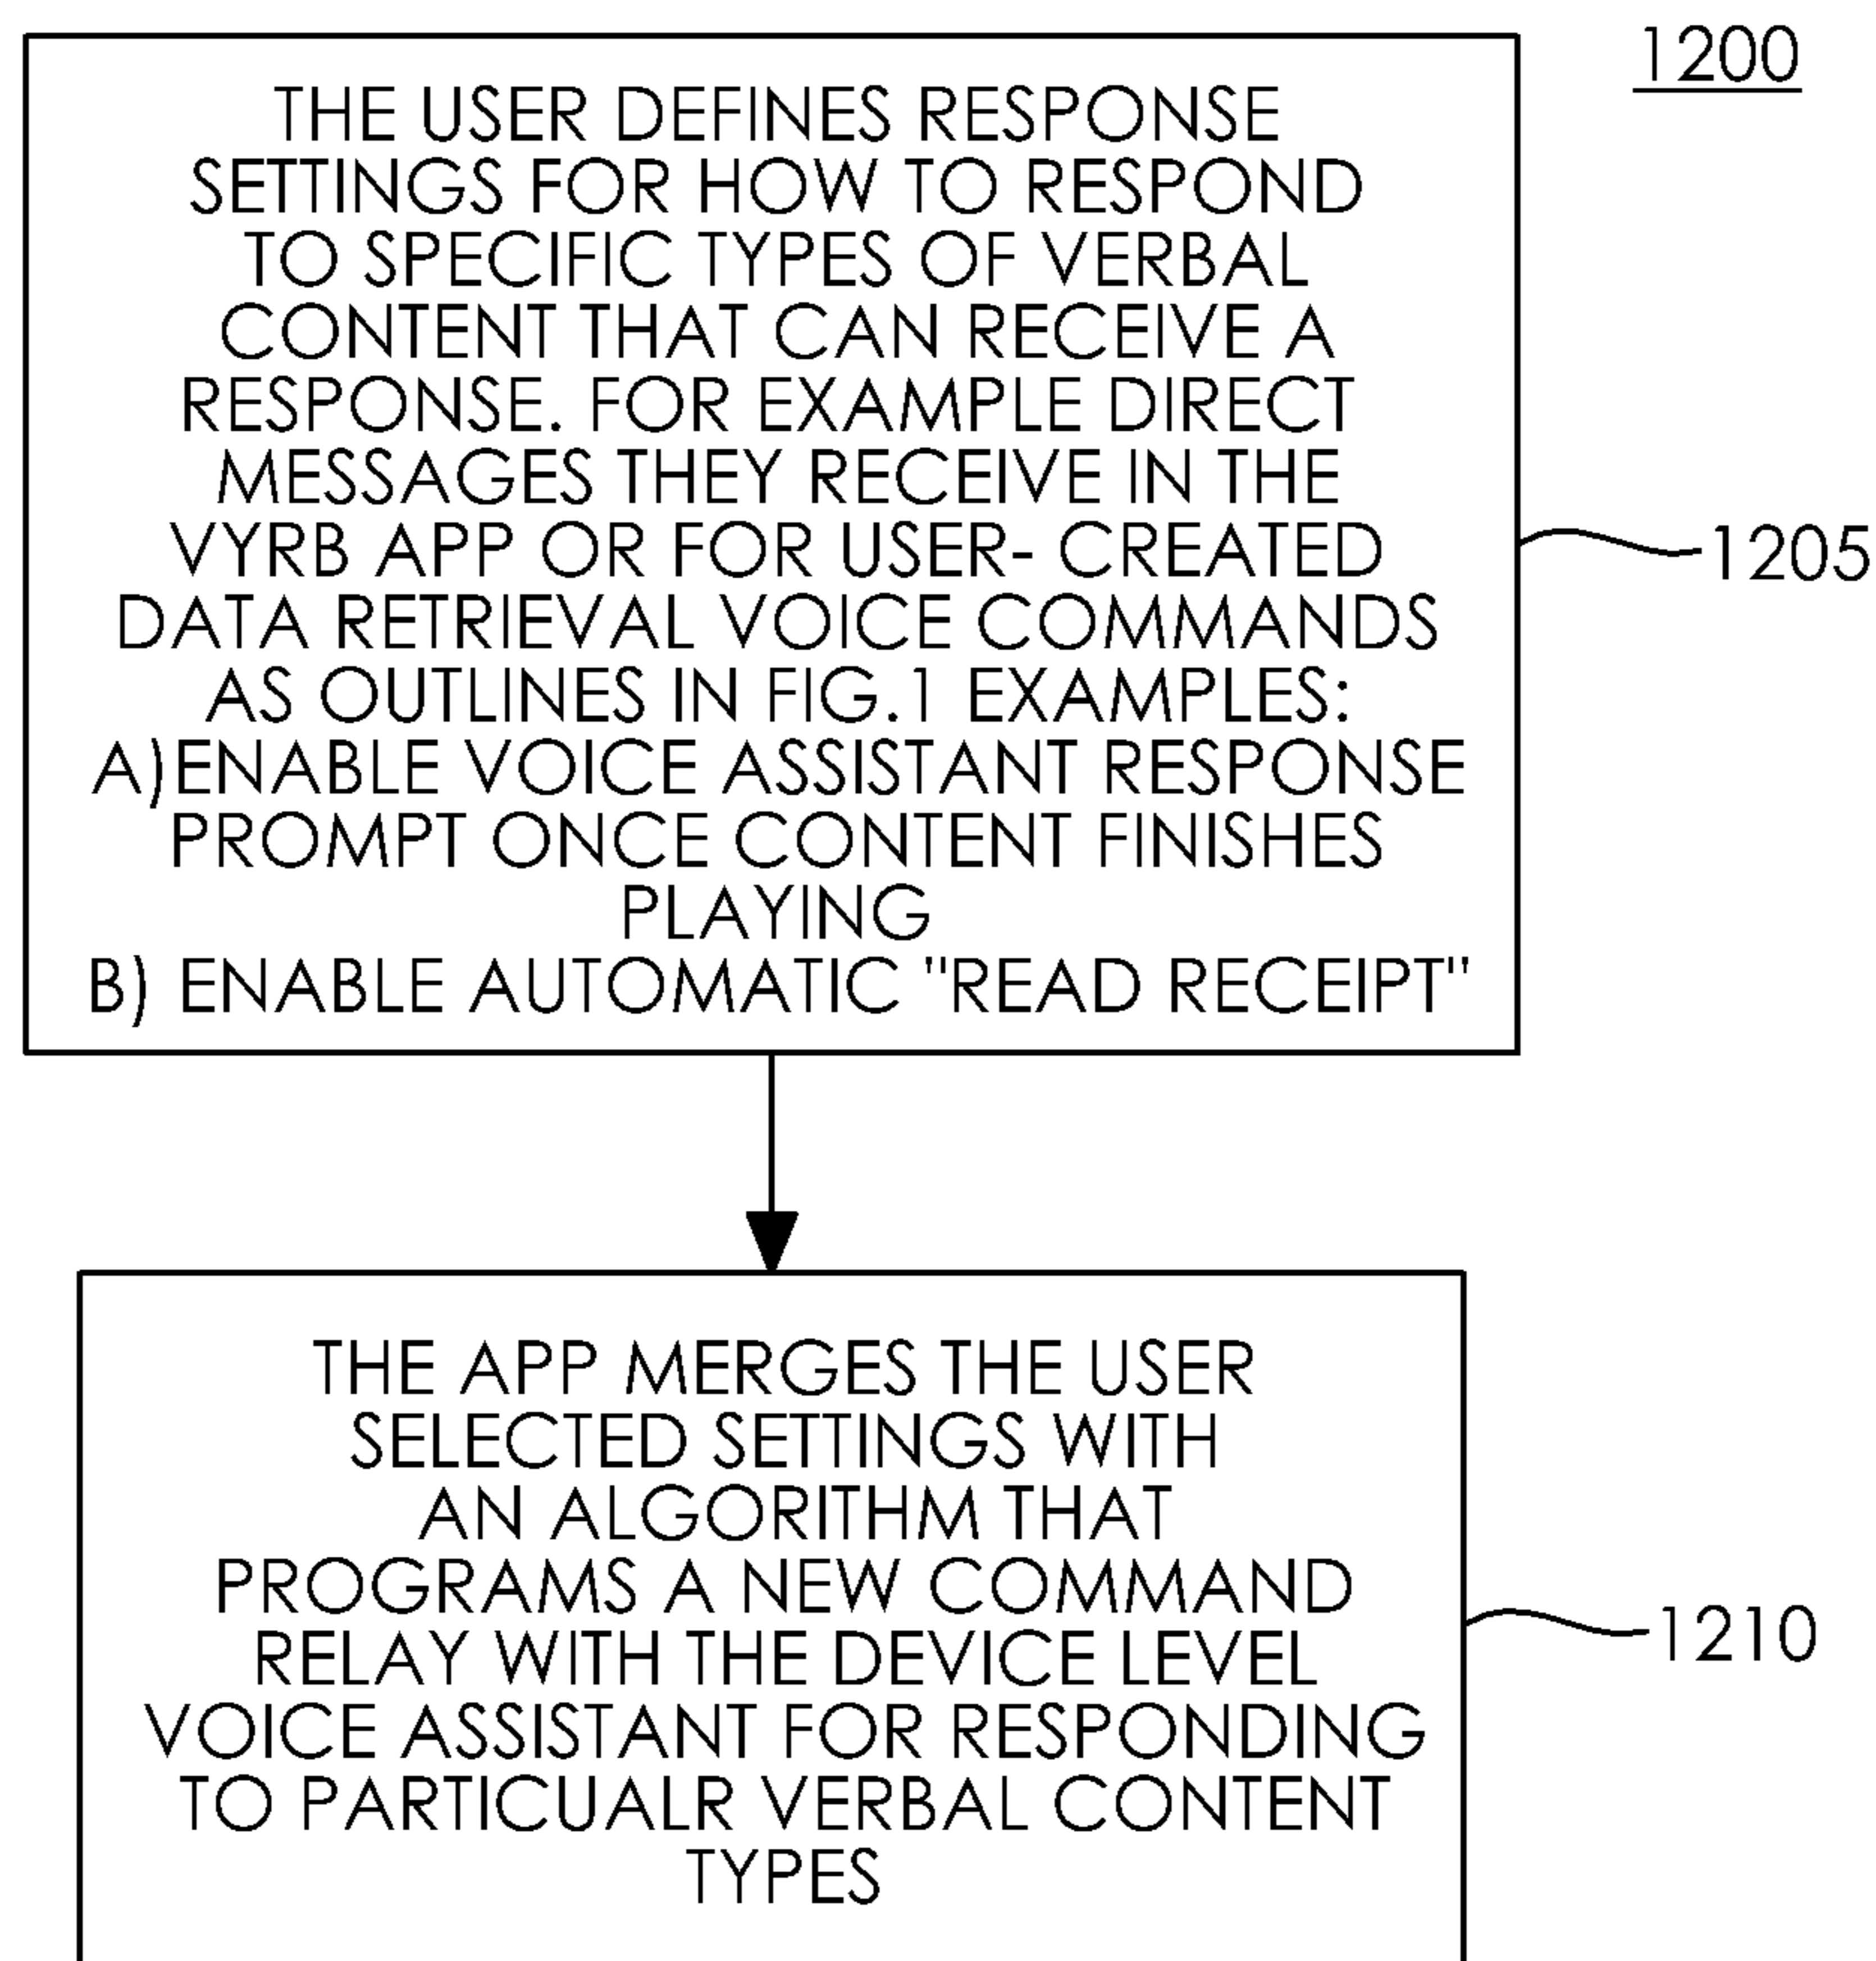 1200
THE USER DEFINES RESPONSE
SETTINGS FOR HOW TO RESPOND
TO SPECIFIC TYPES OF VERBAL
CONTENT THAT CAN RECEIVE A
RESPONSE. FOR EXAMPLE DIRECT
MESSAGES THEY RECEIVE IN THE
VYRB APP OR FOR USER- CREATED
DATA RETRIEVAL VOICE COMMANDS
AS OUTLINES IN FIG.1 EXAMPLES:
A)ENABLE VOICE ASSISTANT RESPONSE
PROMPT ONCE CONTENT FINISHES
PLAYING
B) ENABLE AUTOMATIC "READ RECEIPT"
1205
THE APP MERGES THE USER
SELECTED SETTINGS WITH
AN ALGORITHM THAT
PROGRAMS A NEW COMMAND
RELAY WITH THE DEVICE LEVEL
VOICE ASSISTANT FOR RESPONDING
TO PARTICUALR VERBAL CONTENT
TYPES
1210